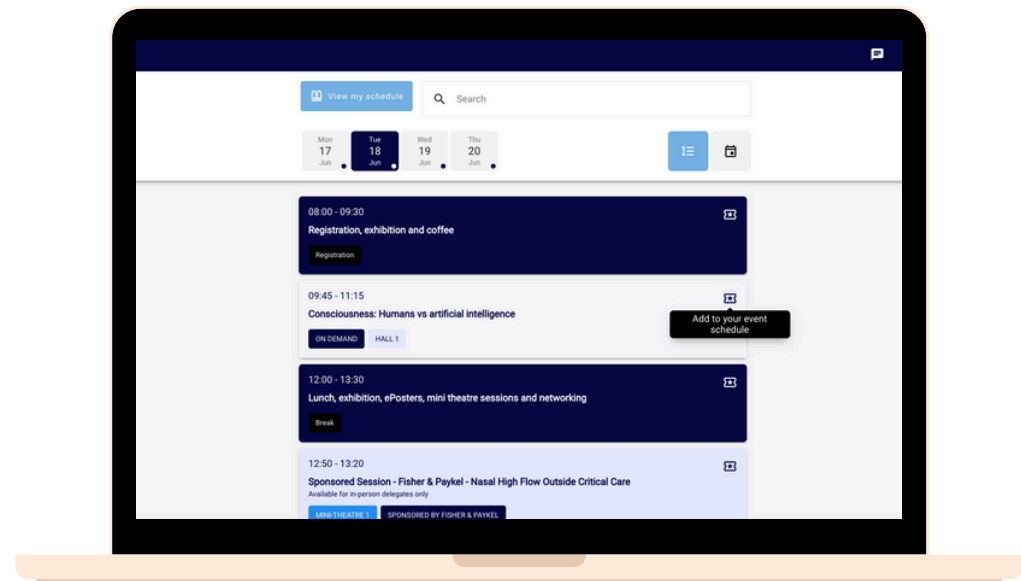 View my schedule
Search
Mon
17
Jun
Tue
18
Jun
Wed
19
Jun
Thu
20
Jun
08:00 - 09:30
Registration, exhibition and coffee
Registration
09:45 - 11:15
Consciousness: Humans vs artificial intelligence
ON DEMAND HALL 1
Add to your event
schedule
12:00 - 13:30
Lunch, exhibition, ePosters, mini theatre sessions and networking
Break
12:50 - 13:20
Sponsored Session - Fisher & Paykel - Nasal High Flow Outside Critical Care
Available for in-person delegates only
MINI-THEATRE 1 SPONSORED BY FISHER & PAYKEL